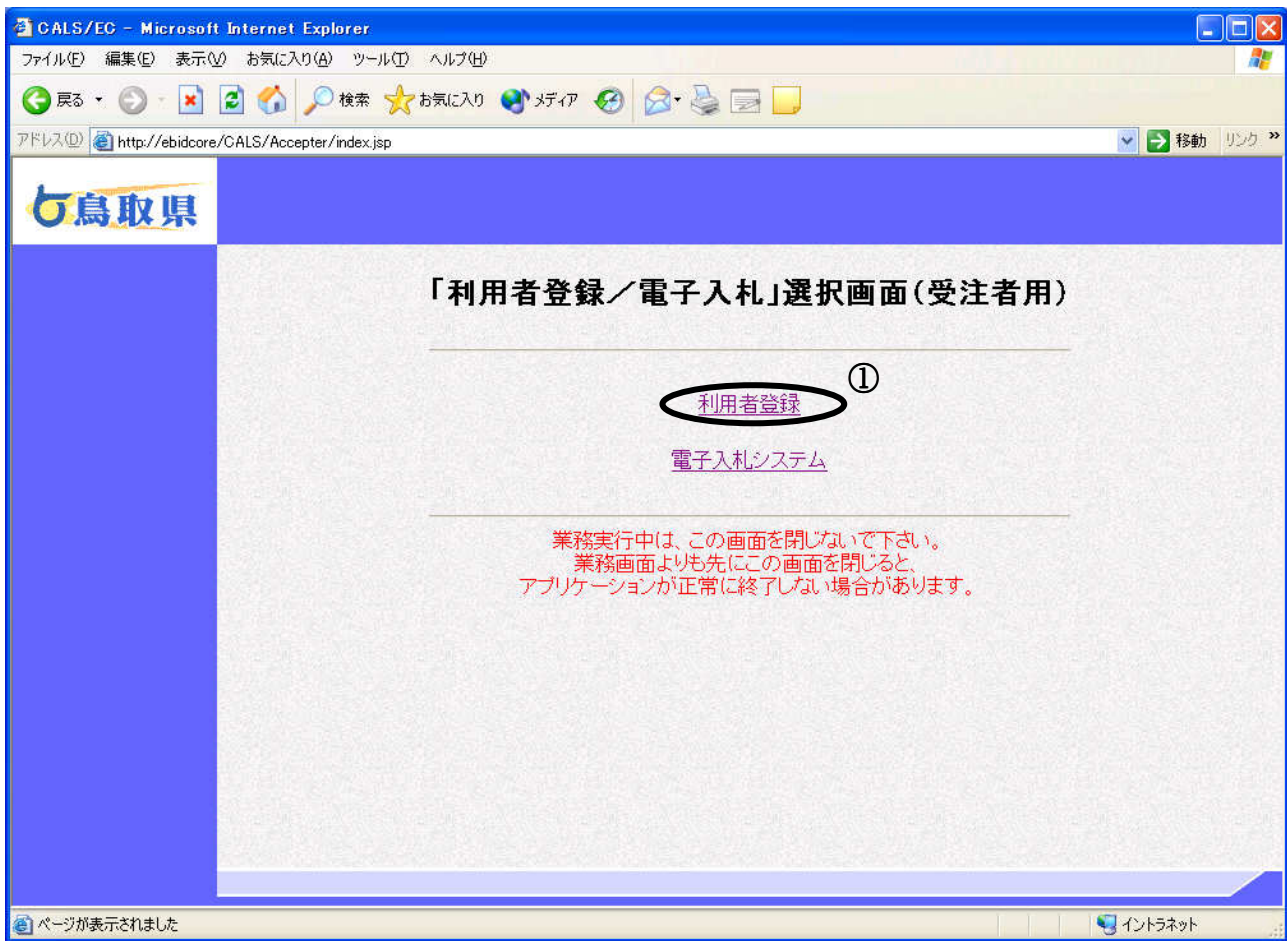 CALS/EC - Microsoft Internet Explorer
ファイル(F) 編集(E) 表示(V) お気に入り(A) ツール(T) ヘルプ(H)
戻る 検索 お気に入り メディア
アドレス(D) http://ebidcore/CALS/Accepter/index.jsp 移動 リンク »
鳥取県
「利用者登録／電子入札」選択画面(受注者用)
①
利用者登録
電子入札システム
業務実行中は、この画面を閉じないで下さい。
業務画面よりも先にこの画面を閉じると、
アプリケーションが正常に終了しない場合があります。
ページが表示されました イントラネット